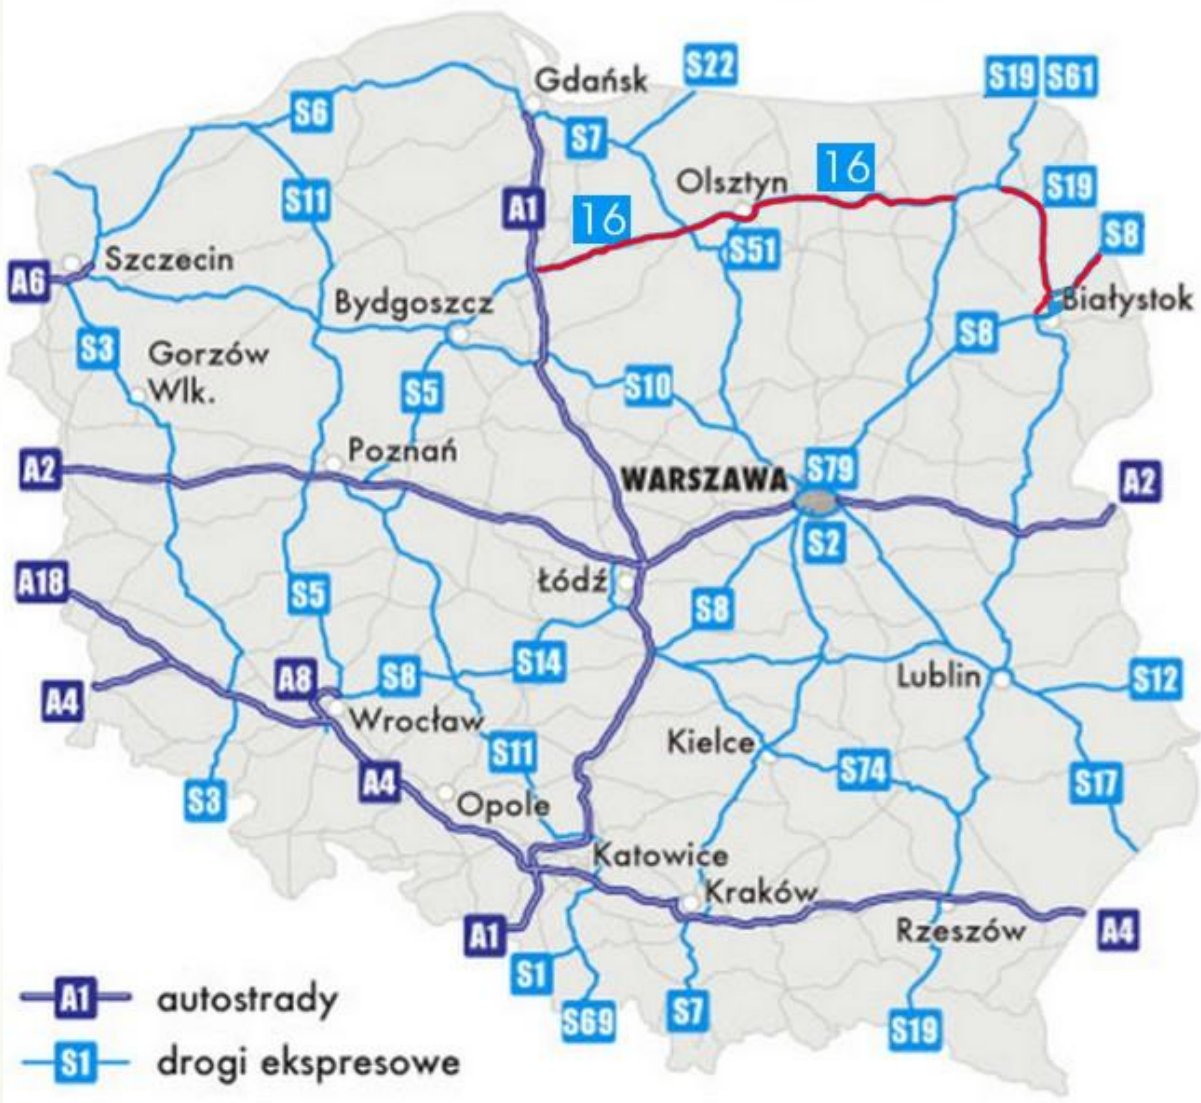 S22
S19 S61
Gdańsk
S6
S7
16
Olsztyn
S19
S11
A1
16
S8
S51
Szczecin
A6
Bydgoszcz
Białystok
S8
S3
Gorzów
Wlk.
S5
S10
Poznań
A2
WARSZAWA
S79
A2
S2
A18
Łódź
S5
S8
A8
S8
S14
Lublin
S12
A4
Wrocław
Kielce
S11
S74
A4
S17
S3
Opole
Katowice
Kraków
A1
Rzeszów
A4
S1
S69
S7
S19
A1 autostrady
S1 drogi ekspresowe